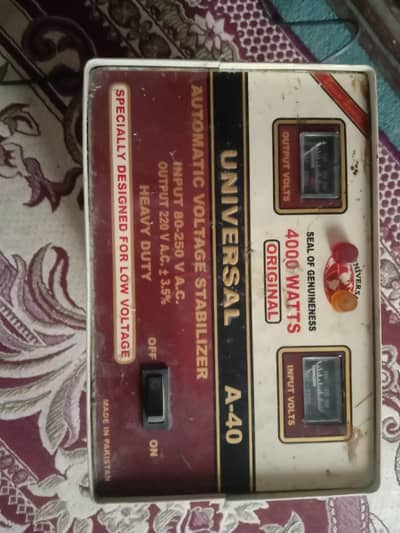 OUTPUT VOLTS
NIVERS
SEAL OF GENUINENESS
4000 WATTS
ORIGINAL
INPUT VOLTS
UNIVERSAL A-40
AUTOMATIC VOLTAGE STABILIZER
INPUT 80-250 V A.C.
OUTPUT 220 V A.C. ± 3.5%
HEAVY DUTY
OFF
ON
SPECIALLY DESIGNED FOR LOW VOLTAGE
MADE IN PAKISTAN